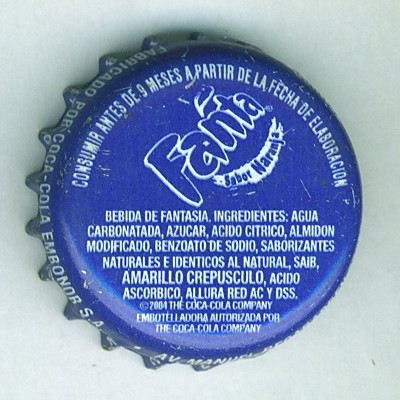 CONSUMIR ANTES DE 9 MESES A PARTIR DE LA FECHA DE ELABORACION
Fanta
Sabor Naranja
BEBIDA DE FANTASIA, INGREDIENTES: AGUA
CARBONATADA, AZUCAR, ACIDO CITRICO, ALMIDON
MODIFICADO, BENZOATO DE SODIO, SABORIZANTES
NATURALES E IDENTICOS AL NATURAL, SAIB,
AMARILLO CREPUSCULO, ACIDO
ASCORBICO, ALLURA RED AC Y DSS.
©2004 THE COCA-COLA COMPANY
EMBOTELLADORA AUTORIZADA POR
THE COCA-COLA COMPANY
FABRICADO POR COCA COLA EMBONOR S.A.
AV.